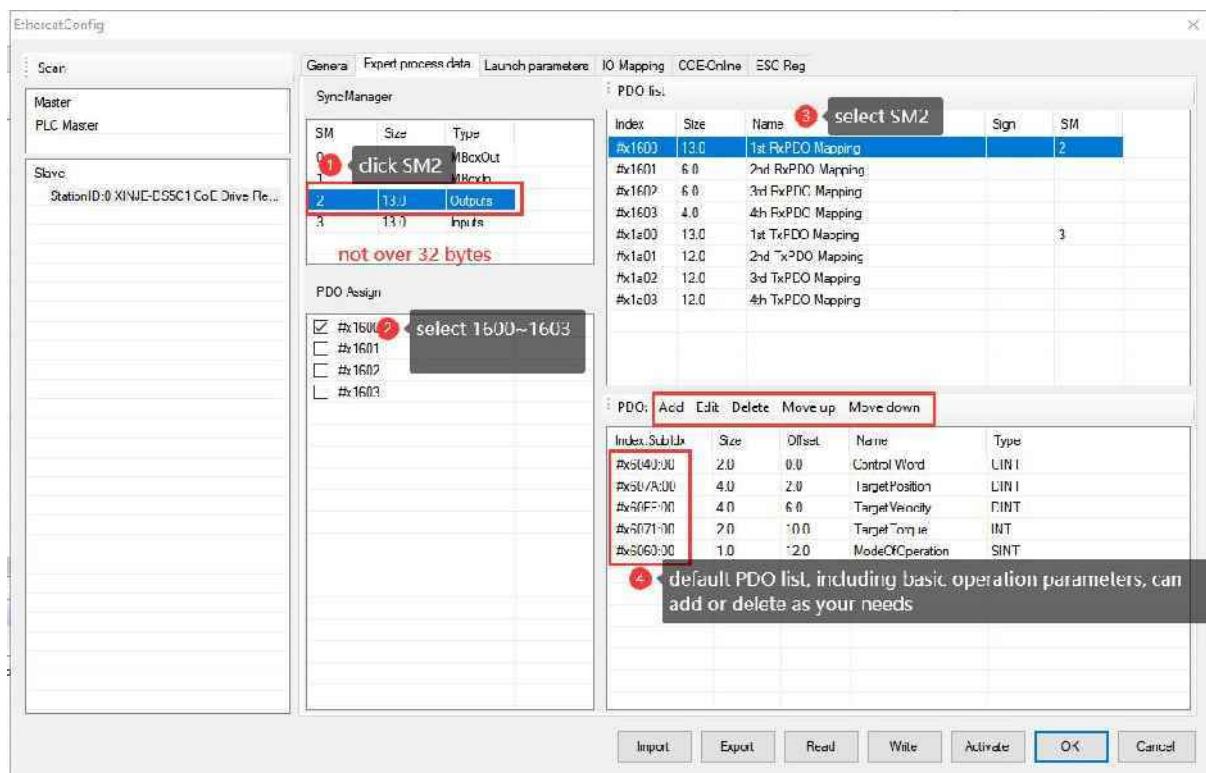 EthercatConfig
Scan
Master
PLC Master
Slave
StationID:0 XINJE-DS5C1 CoE Drive Re...
General Expert process data Launch parameters IO Mapping COE-Online ESC Reg
SyncManager
SM Size Type
0 MBoxOut
1 MBoxIn
2 13.0 Outputs
3 13.0 Inputs
1 click SM2
not over 32 bytes
PDO Assign
#x1600
#x1601
#x1602
#x1603
2 select 1600~1603
PDO list
Index Size Name Sign SM
3 select SM2
#x1600 13.0 1st RxPDO Mapping 2
#x1601 6.0 2nd RxPDO Mapping
#x1602 6.0 3rd RxPDO Mapping
#x1603 4.0 4th RxPDO Mapping
#x1a00 13.0 1st TxPDO Mapping 3
#x1a01 12.0 2nd TxPDO Mapping
#x1a02 12.0 3rd TxPDO Mapping
#x1a03 12.0 4th TxPDO Mapping
PDO: Add Edit Delete Move up Move down
Index:SubIdx Size Offset Name Type
#x6040:00 2.0 0.0 Control Word UINT
#x607A:00 4.0 2.0 TargetPosition DINT
#x60FF:00 4.0 6.0 TargetVelocity DINT
#x6071:00 2.0 10.0 TargetTorque INT
#x6060:00 1.0 12.0 ModeOfOperation SINT
4 default PDO list, including basic operation parameters, can
add or delete as your needs
Import Export Read Write Activate OK Cancel